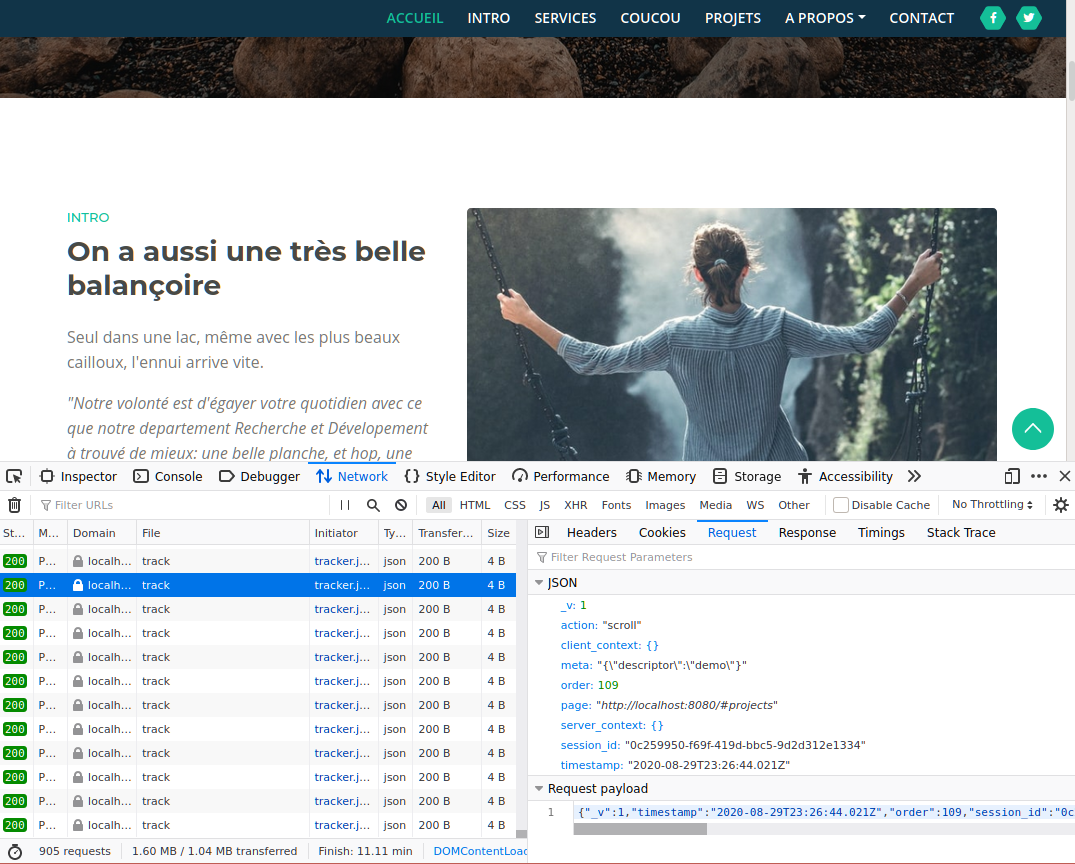 ACCUEIL INTRO SERVICES COUCOU PROJETS A PROPOS CONTACT
INTRO
On a aussi une très belle
balançoire
Seul dans une lac, même avec les plus beaux
cailloux, l'ennui arrive vite.
"Notre volonté est d'égayer votre quotidien avec ce
que notre departement Recherche et Dévelopement
à trouvé de mieux: une belle planche, et hop, une
Inspector Console Debugger Network Style Editor Performance Memory Storage Accessibility
Filter URLs All HTML CSS JS XHR Fonts Images Media WS Other Disable Cache No Throttling
St... M... Domain File Initiator Ty... Transfer... Size
200 P... localh... track tracker.j... json 200 B 4 B
200 P... localh... track tracker.j... json 200 B 4 B
200 P... localh... track tracker.j... json 200 B 4 B
200 P... localh... track tracker.j... json 200 B 4 B
200 P... localh... track tracker.j... json 200 B 4 B
200 P... localh... track tracker.j... json 200 B 4 B
200 P... localh... track tracker.j... json 200 B 4 B
200 P... localh... track tracker.j... json 200 B 4 B
200 P... localh... track tracker.j... json 200 B 4 B
200 P... localh... track tracker.j... json 200 B 4 B
200 P... localh... track tracker.j... json 200 B 4 B
200 P... localh... track tracker.j... json 200 B 4 B
905 requests 1.60 MB / 1.04 MB transferred Finish: 11.11 min DOMContentLoad
Headers Cookies Request Response Timings Stack Trace
Filter Request Parameters
JSON
_v: 1
action: "scroll"
client_context: {}
meta: "{\"descriptor\":\"demo\"}"
order: 109
page: "http://localhost:8080/#projects"
server_context: {}
session_id: "0c259950-f69f-419d-bbc5-9d2d312e1334"
timestamp: "2020-08-29T23:26:44.021Z"
Request payload
1 {"_v":1,"timestamp":"2020-08-29T23:26:44.021Z","order":109,"session_id":"0c